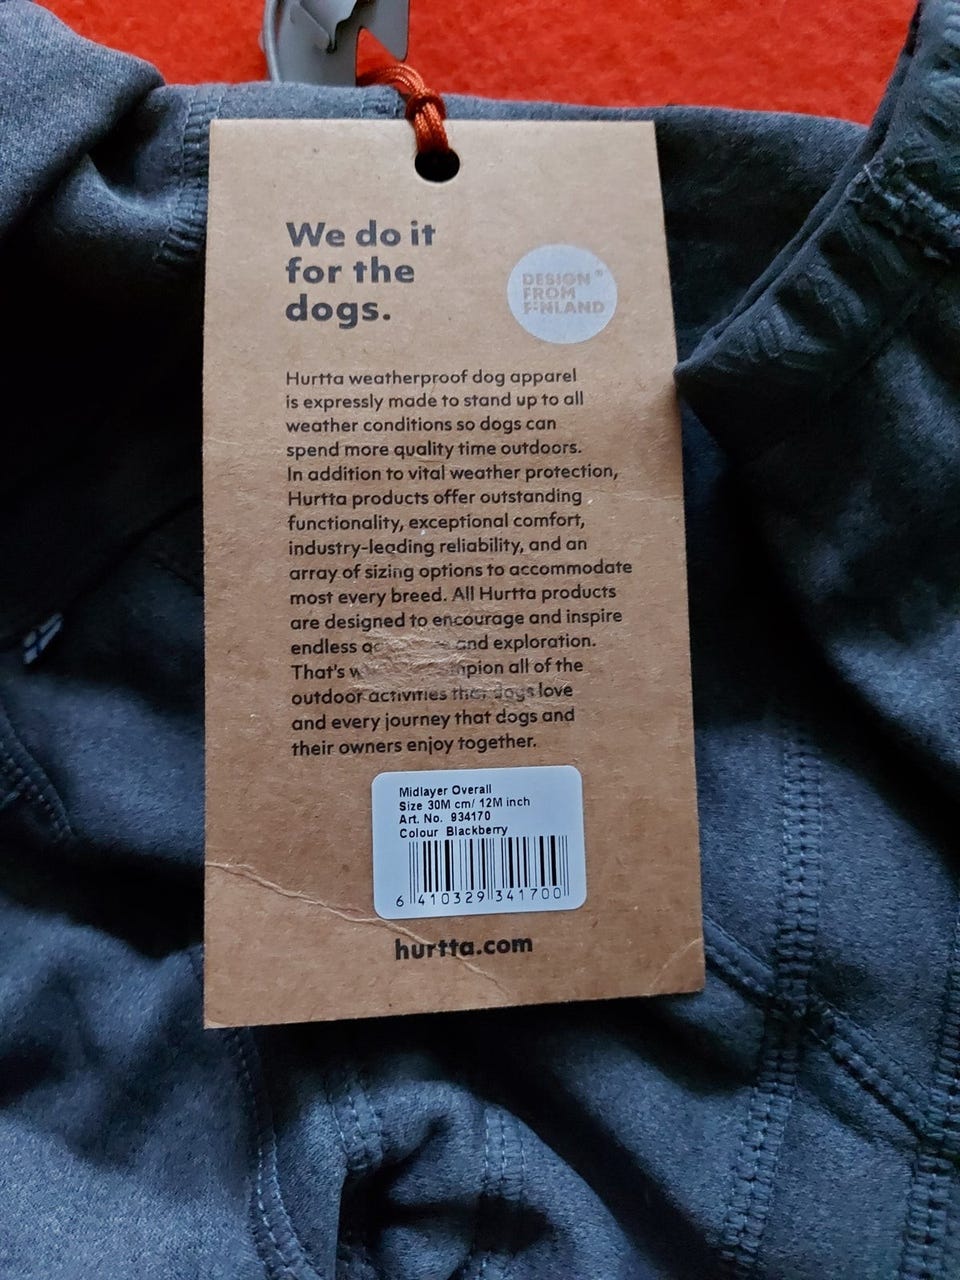 We do it
for the
dogs.
DESIGN ®
FROM
FINLAND
Hurtta weatherproof dog apparel
is expressly made to stand up to all
weather conditions so dogs can
spend more quality time outdoors.
In addition to vital weather protection,
Hurtta products offer outstanding
functionality, exceptional comfort,
industry-leading reliability, and an
array of sizing options to accommodate
most every breed. All Hurtta products
are designed to encourage and inspire
endless and exploration.
That's all of the
outdoor activities that dogs love
and every journey that dogs and
their owners enjoy together.
Midlayer Overall
Size 30M cm/ 12M inch
Art. No. 934170
Colour Blackberry
6 410329 341700
hurtta.com